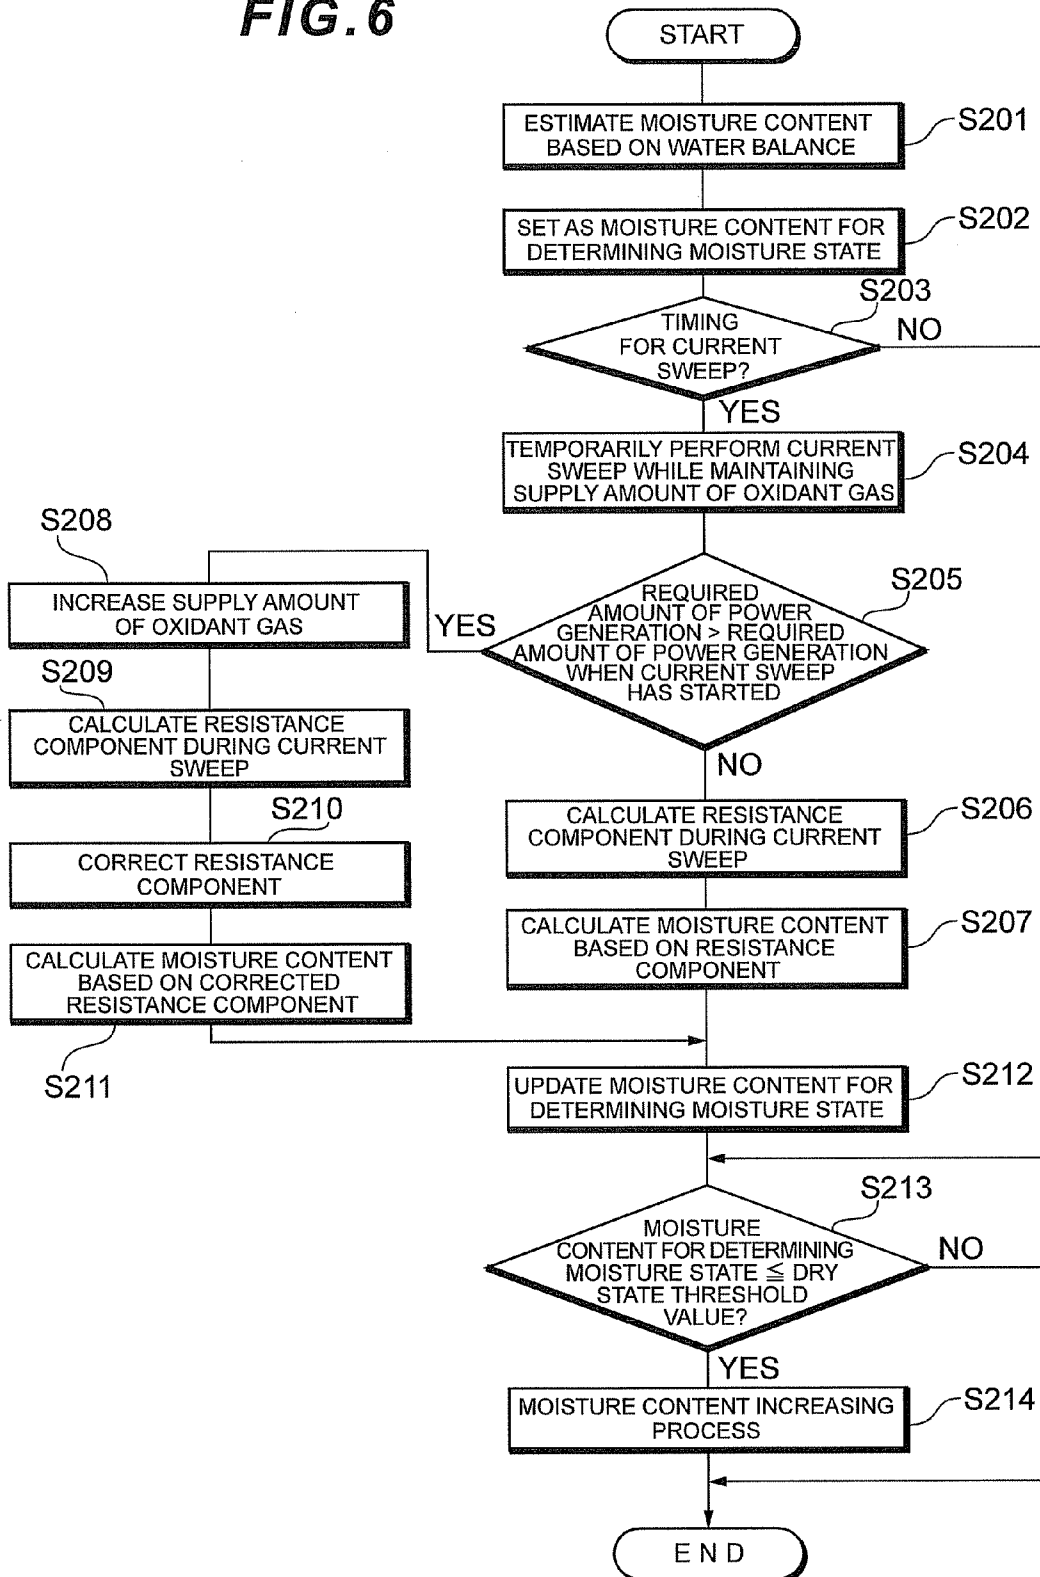 FIG. 6
START
ESTIMATE MOISTURE CONTENT
BASED ON WATER BALANCE
S201
SET AS MOISTURE CONTENT FOR
DETERMINING MOISTURE STATE
S202
TIMING
FOR CURRENT
SWEEP?
S203
NO
YES
TEMPORARILY PERFORM CURRENT
SWEEP WHILE MAINTAINING
SUPPLY AMOUNT OF OXIDANT GAS
S204
REQUIRED
AMOUNT OF POWER
GENERATION > REQUIRED
AMOUNT OF POWER GENERATION
WHEN CURRENT SWEEP
HAS STARTED
S205
YES
NO
S208
INCREASE SUPPLY AMOUNT
OF OXIDANT GAS
S209
CALCULATE RESISTANCE
COMPONENT DURING CURRENT
SWEEP
S210
CORRECT RESISTANCE
COMPONENT
CALCULATE MOISTURE CONTENT
BASED ON CORRECTED
RESISTANCE COMPONENT
S211
CALCULATE RESISTANCE
COMPONENT DURING CURRENT
SWEEP
S206
CALCULATE MOISTURE CONTENT
BASED ON RESISTANCE
COMPONENT
S207
UPDATE MOISTURE CONTENT FOR
DETERMINING MOISTURE STATE
S212
MOISTURE
CONTENT FOR DETERMINING
MOISTURE STATE ≦ DRY
STATE THRESHOLD
VALUE?
S213
NO
YES
MOISTURE CONTENT INCREASING
PROCESS
S214
END